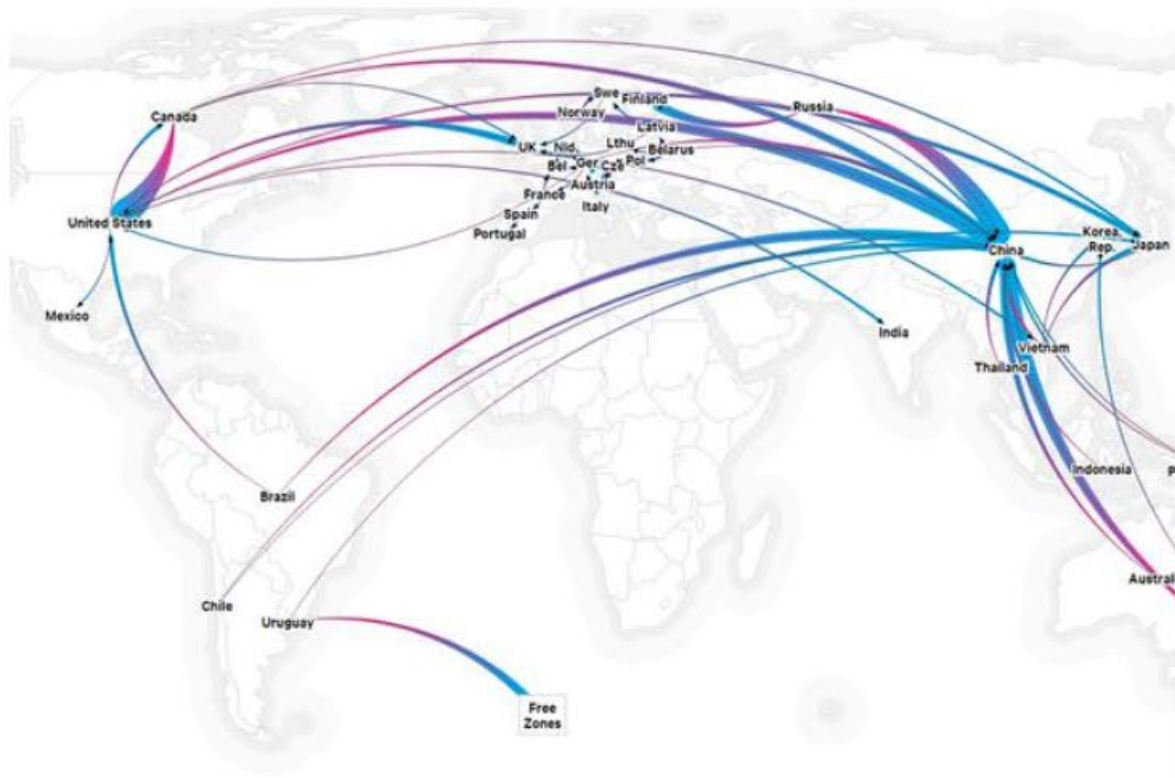 Swe
Finland
Russia
Canada
Norway
Latvia
UK
Nld.
Lthu
Belarus
Bel
Ger
Cze
Pol
Austria
France
Italy
Spain
Portugal
United States
China
Korea,
Rep.
Japan
Mexico
India
Vietnam
Thailand
Indonesia
P
Brazil
Austral
Chile
Uruguay
Free
Zones